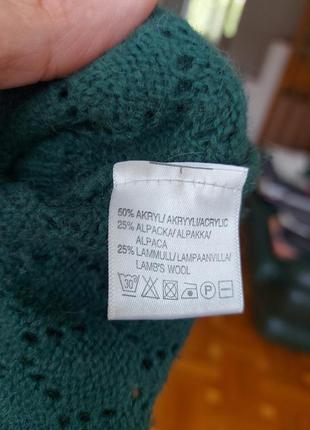 50% AKRYL/ AKRYYLI/ACRYLIC
25% ALPACKA/ ALPAKKA/
ALPACA
25% LAMMULL/ LAMPAANVILLA/
LAMB'S WOOL
30° P